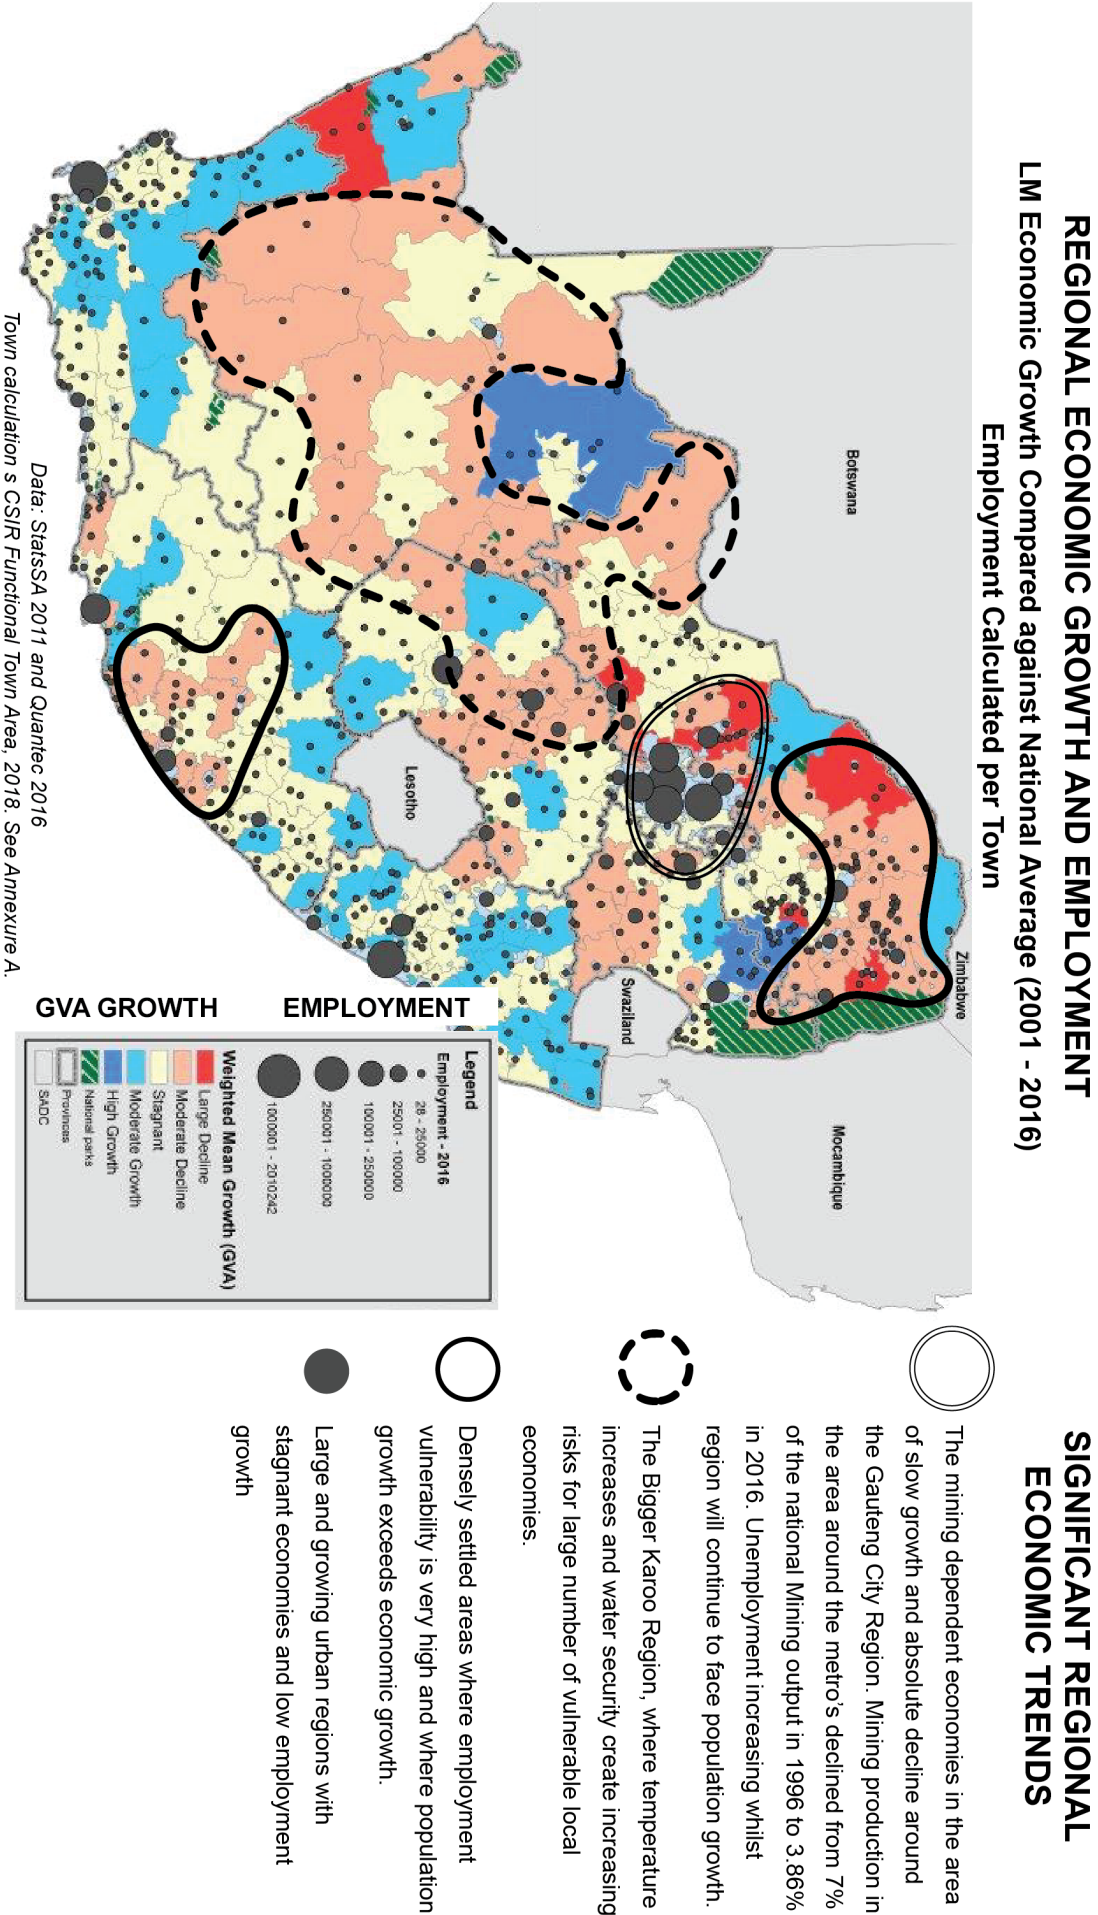 REGIONAL ECONOMIC GROWTH AND EMPLOYMENT
LM Economic Growth Compared against National Average (2001 - 2016)
Employment Calculated per Town
Botswana
Zimbabwe
Mocambique
Swaziland
Lesotho
GVA GROWTH
EMPLOYMENT
Legend
Employment - 2016
28 - 25000
25001 - 100000
100001 - 250000
250001 - 1000000
1000001 - 2010242
Weighted Mean Growth (GVA)
Large Decline
Moderate Decline
Stagnant
Moderate Growth
High Growth
National parks
Provinces
SADC
Data: StatsSA 2011 and Quantec 2016
Town calculation s CSIR Functional Town Area, 2018. See Annexure A.
SIGNIFICANT REGIONAL
ECONOMIC TRENDS
The mining dependent economies in the area
of slow growth and absolute decline around
the Gauteng City Region. Mining production in
the area around the metro's declined from 7%
of the national Mining output in 1996 to 3.86%
in 2016. Unemployment increasing whilst
region will continue to face population growth.
The Bigger Karoo Region, where temperature
increases and water security create increasing
risks for large number of vulnerable local
economies.
Densely settled areas where employment
vulnerability is very high and where population
growth exceeds economic growth.
Large and growing urban regions with
stagnant economies and low employment
growth